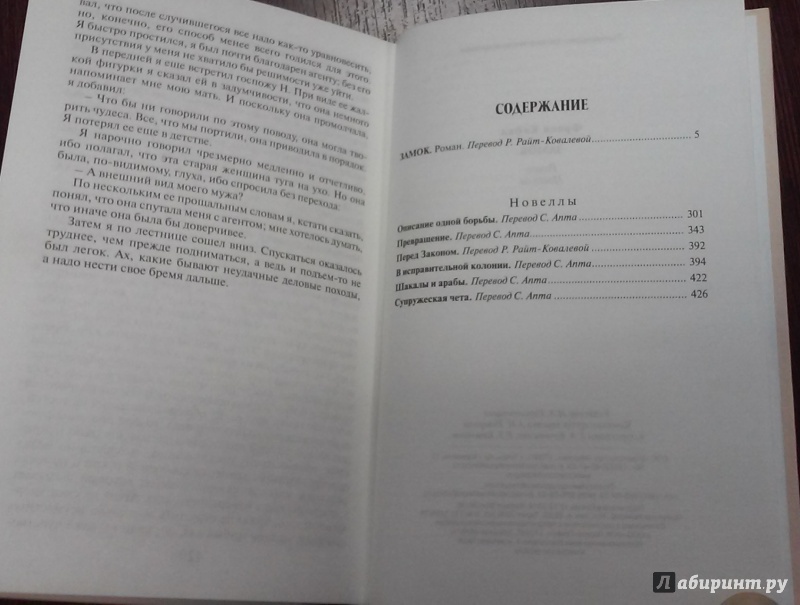 вал, что после случившегося все надо как-то уравновесить,
но, конечно, его способ менее всего годился для этого.
Я быстро простился, я был почти благодарен агенту; без его
присутствия у меня не хватило бы решимости уже уйти.
В передней я еще встретил госпожу Н. При виде ее жал-
кой фигурки я сказал ей в задумчивости, что она немного
напоминает мне мою мать. И поскольку она промолчала,
я добавил:
– Что бы ни говорили по этому поводу, она могла тво-
рить чудеса. Все, что мы портили, она приводила в порядок.
Я потерял ее еще в детстве.
Я нарочно говорил чрезмерно медленно и отчетливо,
ибо полагал, что эта старая женщина туга на ухо. Но она
была, по-видимому, глуха, ибо спросила без перехода:
– А внешний вид моего мужа?
По нескольким ее прощальным словам я, кстати сказать,
понял, что она спутала меня с агентом; мне хотелось думать,
что иначе она была бы доверчивее.
Затем я по лестнице сошел вниз. Спускаться оказалось
труднее, чем прежде подниматься, а ведь и подъем-то не
был легок. Ах, какие бывают неудачные деловые походы,
а надо нести свое бремя дальше.
СОДЕРЖАНИЕ
ЗАМОК. Роман. Перевод Р. Райт-Ковалевой 5
Новеллы
Описание одной борьбы. Перевод С. Апта 301
Превращение. Перевод С. Апта 343
Перед Законом. Перевод Р. Райт-Ковалевой 392
В исправительной колонии. Перевод С. Апта 394
Шакалы и арабы. Перевод С. Апта 422
Супружеская чета. Перевод С. Апта 426
Лабиринт.ру